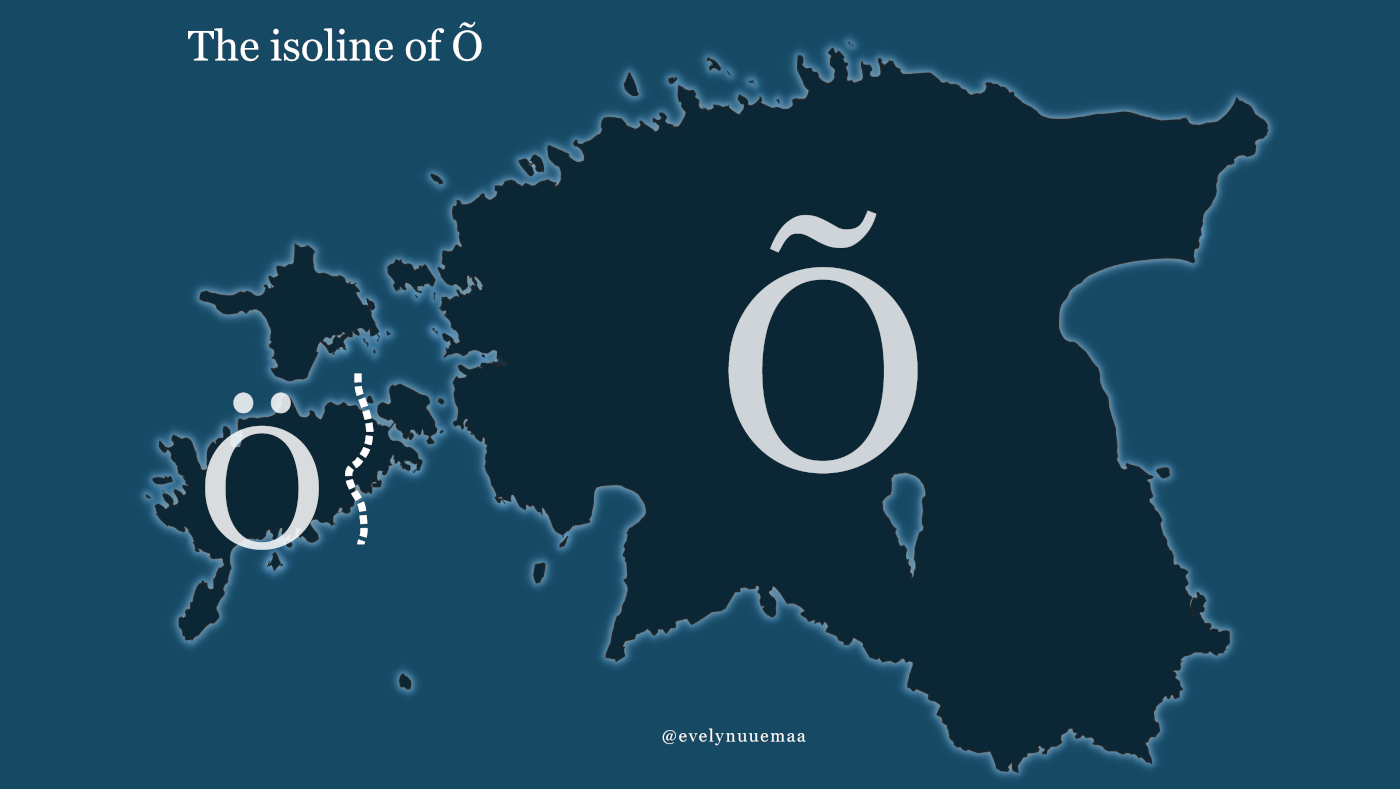 The isoline of Õ
Õ
Ö
@evelynuuemaa